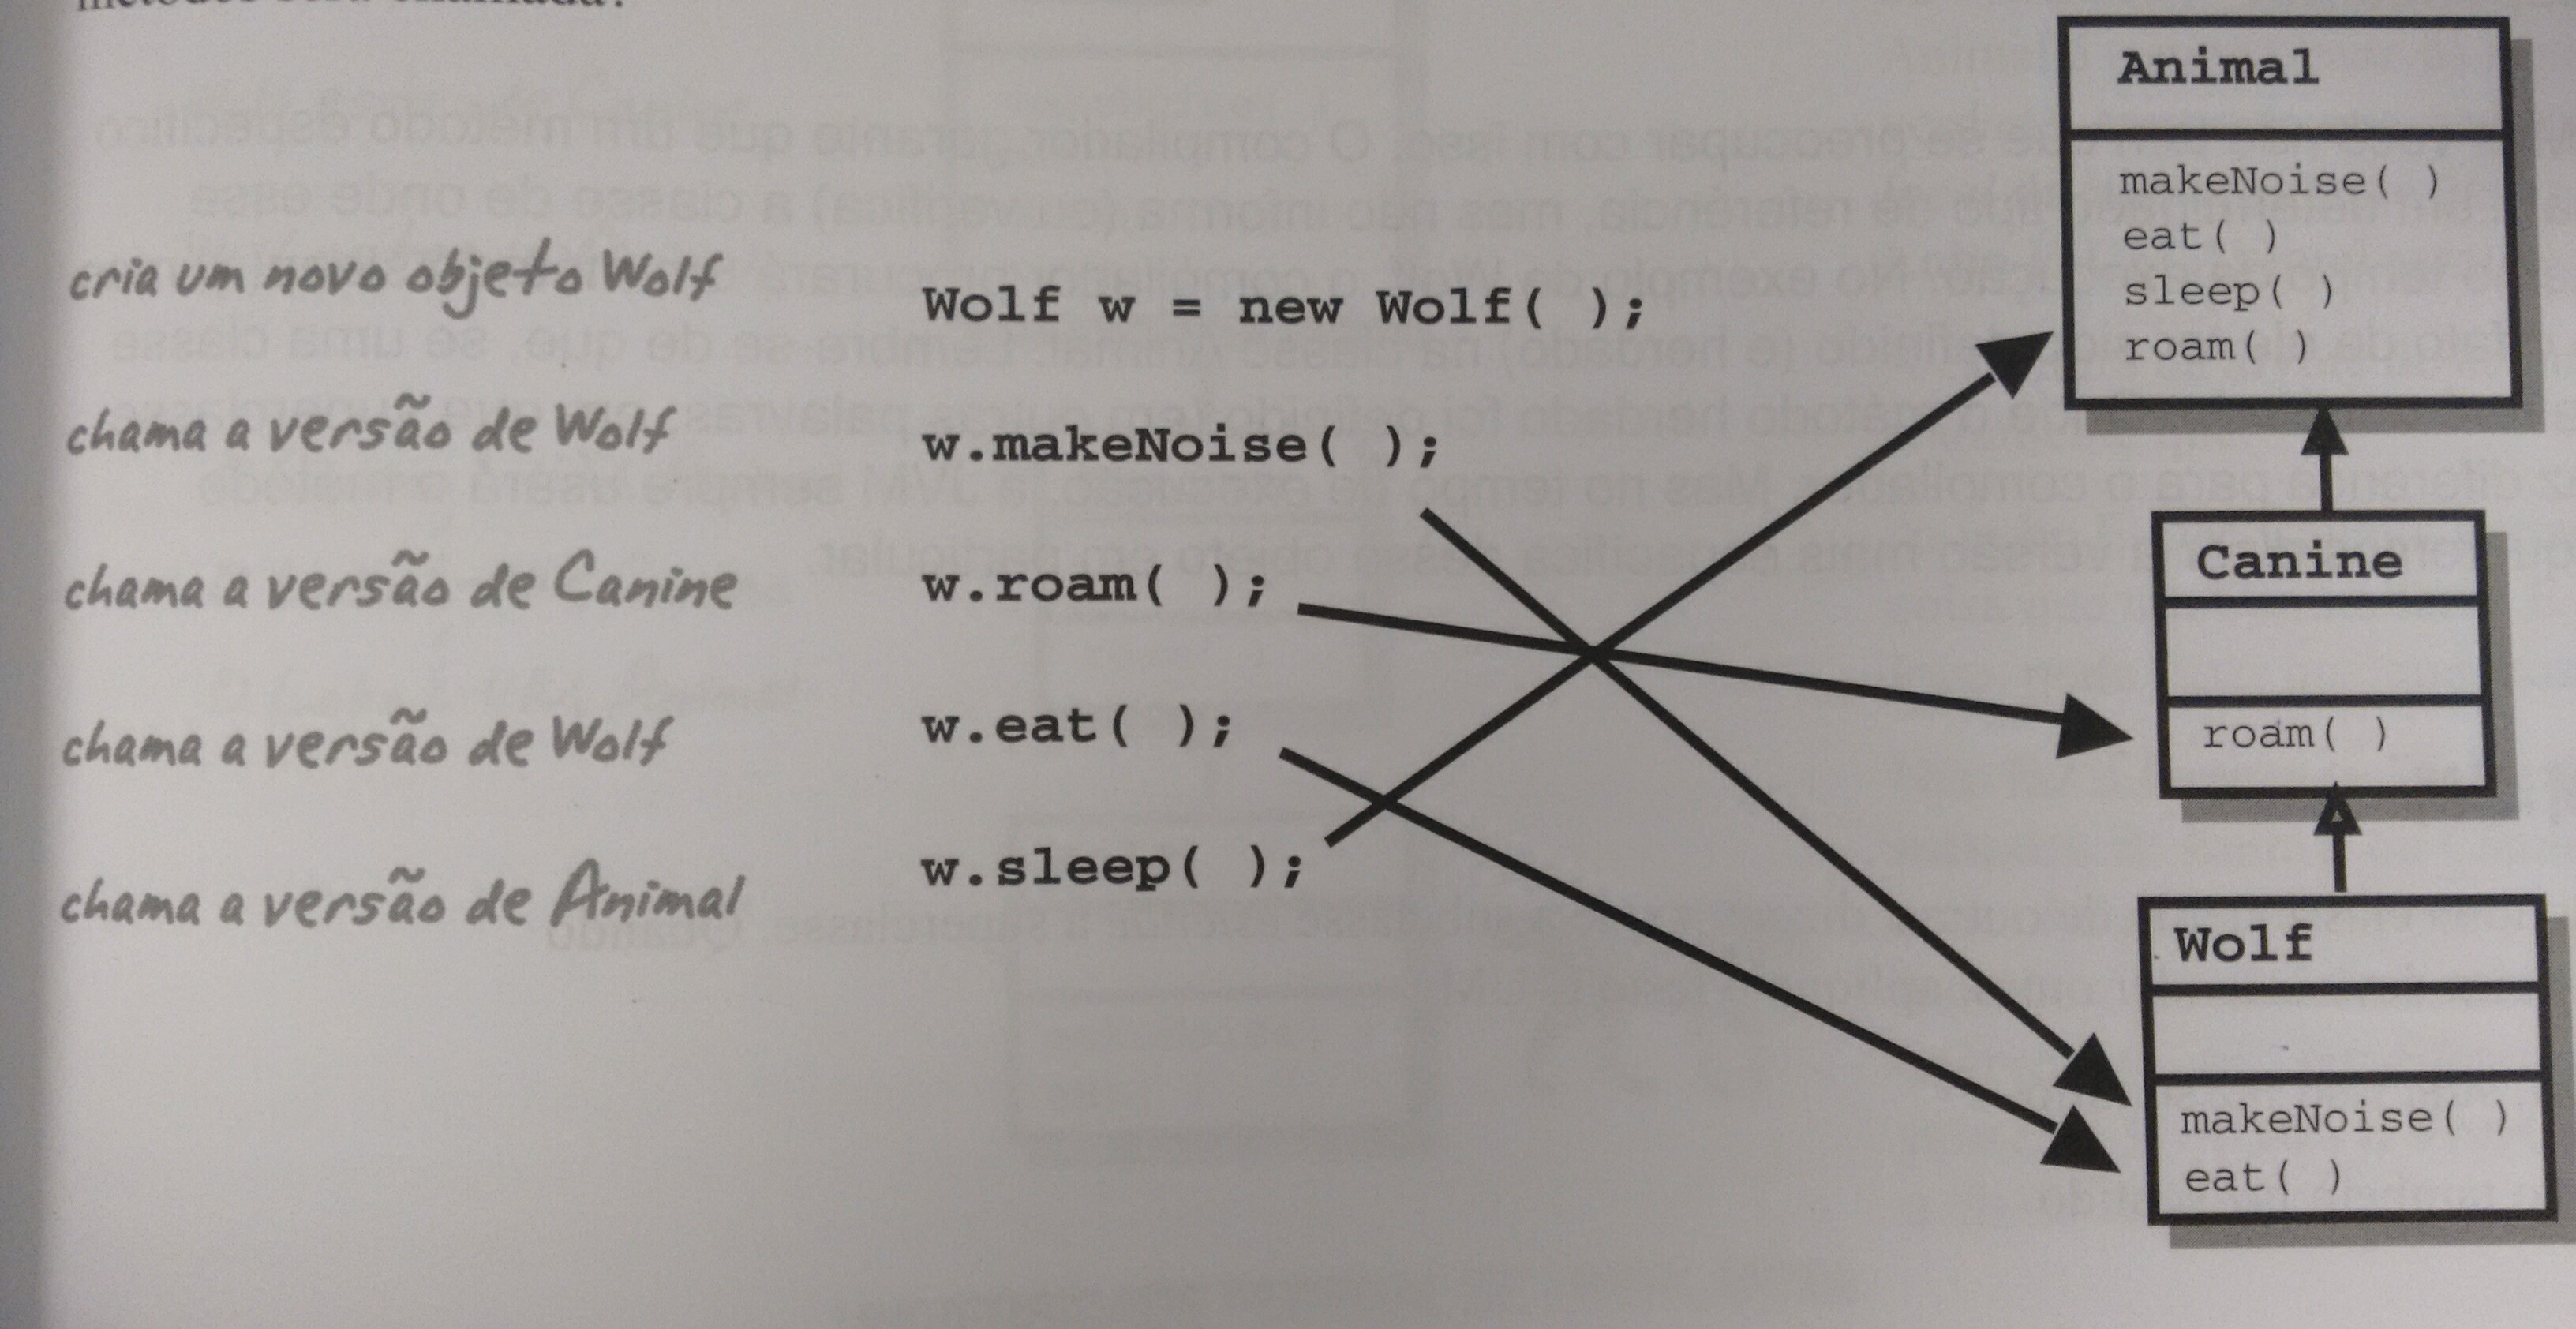 cria um novo objeto Wolf
Wolf w = new Wolf( );
chama a versão de Wolf
w.makeNoise( );
chama a versão de Canine
w.roam( );
chama a versão de Wolf
w.eat( );
chama a versão de Animal
w.sleep( );
Animal
makeNoise( )
eat( )
sleep( )
roam( )
Canine
roam( )
Wolf
makeNoise( )
eat( )